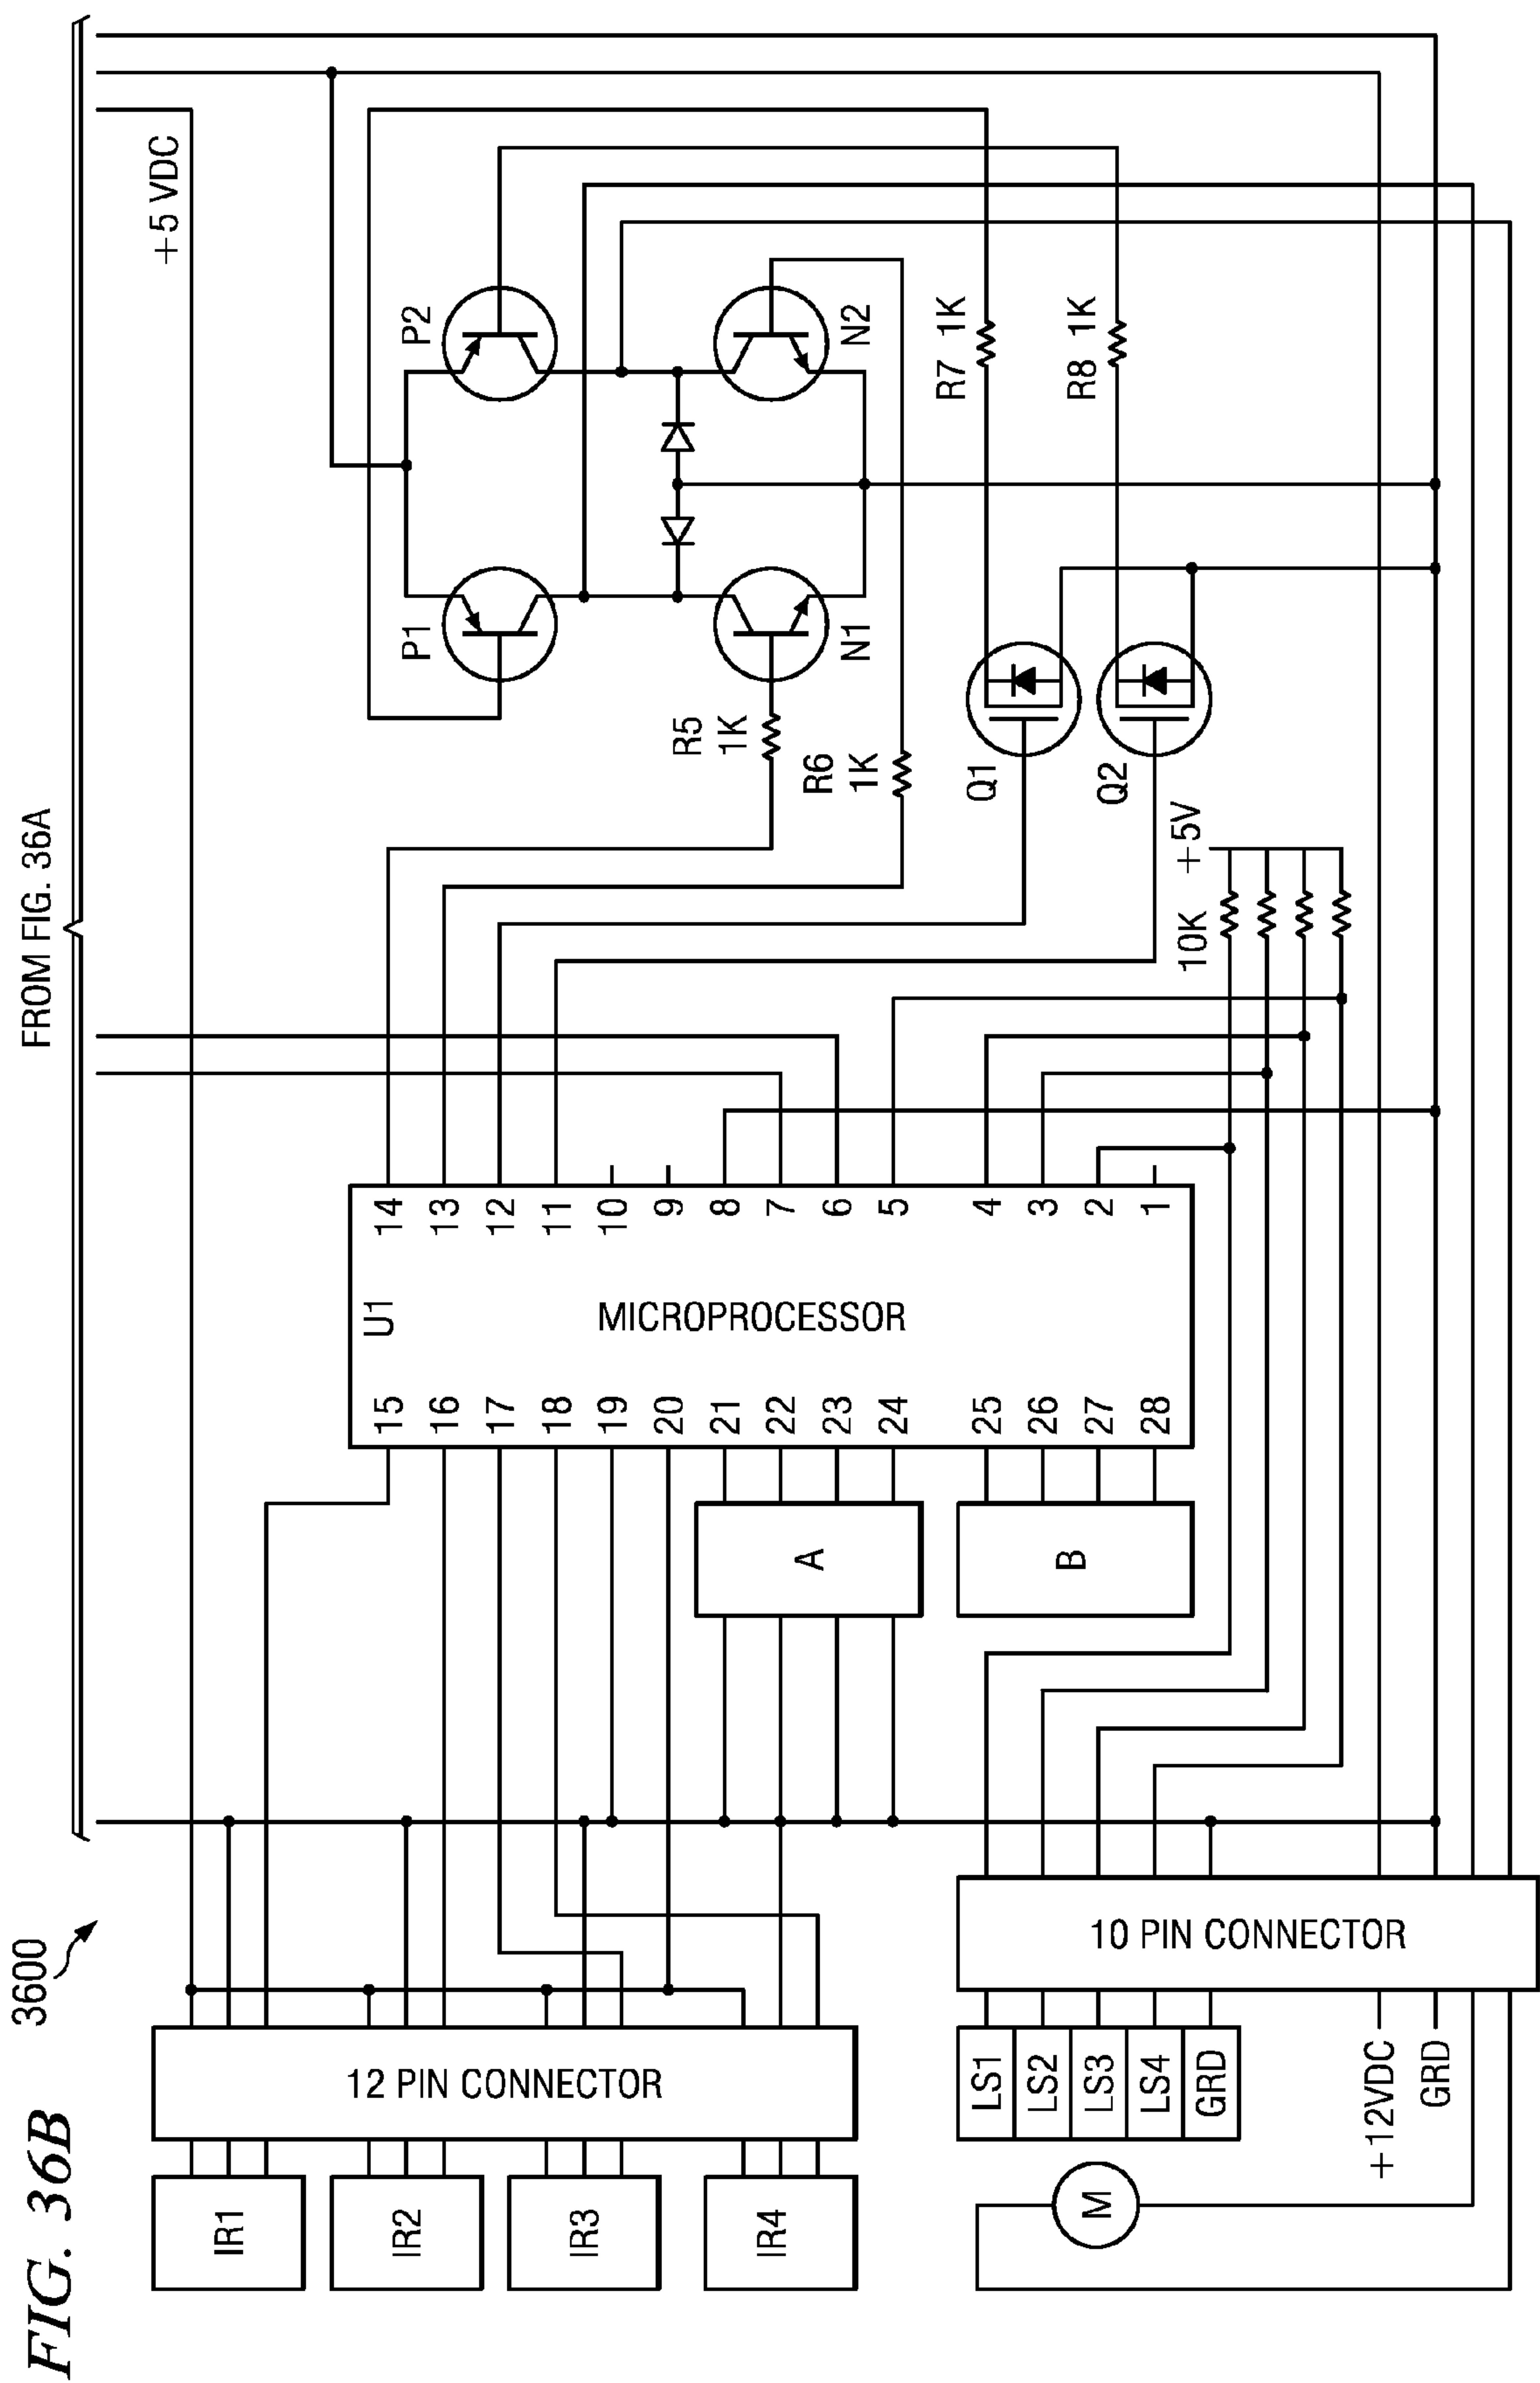 FIG. 36B
3600
FROM FIG. 36A
+5 VDC
IR1
IR2
IR3
IR4
12 PIN CONNECTOR
15
16
17
18
19
20
21
22
23
24
25
26
27
28
U1
MICROPROCESSOR
14
13
12
11
10
9
8
7
6
5
4
3
2
1
A
B
P1
P2
N1
N2
R5
1K
R6
1K
R7 1K
R8 1K
Q1
Q2
+5V
10K
LS1
LS2
LS3
LS4
GRD
10 PIN CONNECTOR
+12VDC
GRD
M